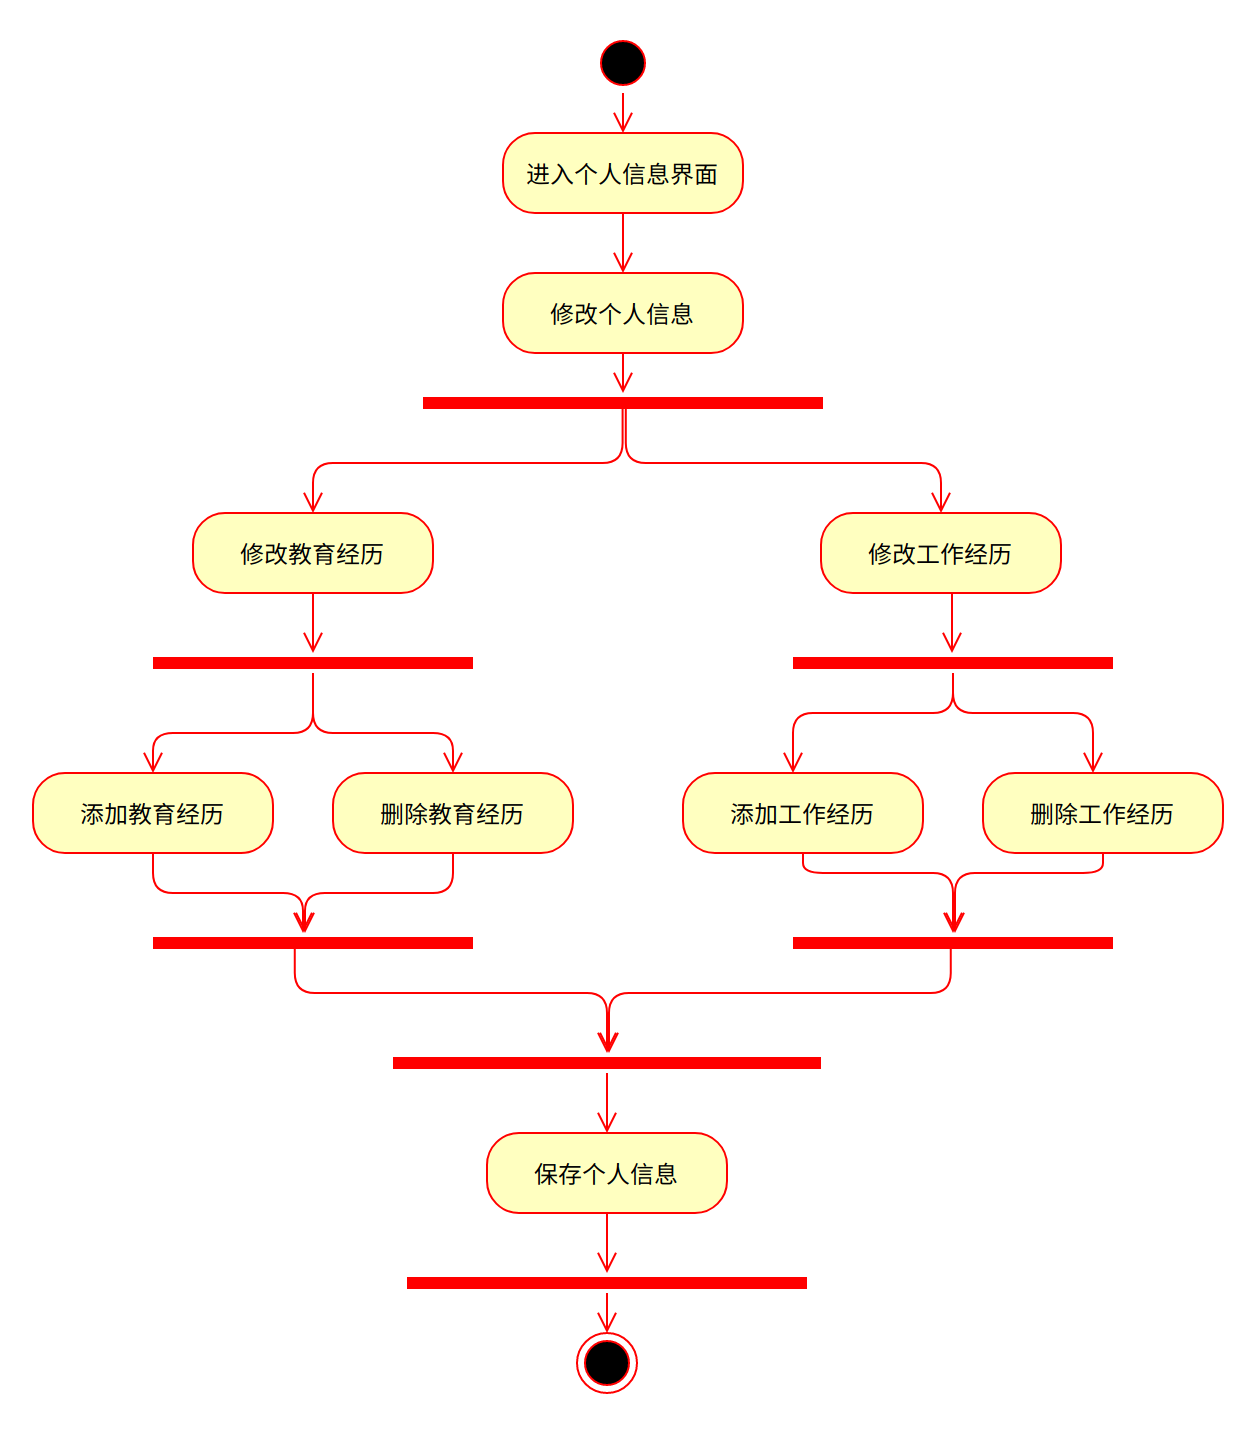 进入个人信息界面
修改个人信息
修改教育经历
修改工作经历
添加教育经历
删除教育经历
添加工作经历
删除工作经历
保存个人信息